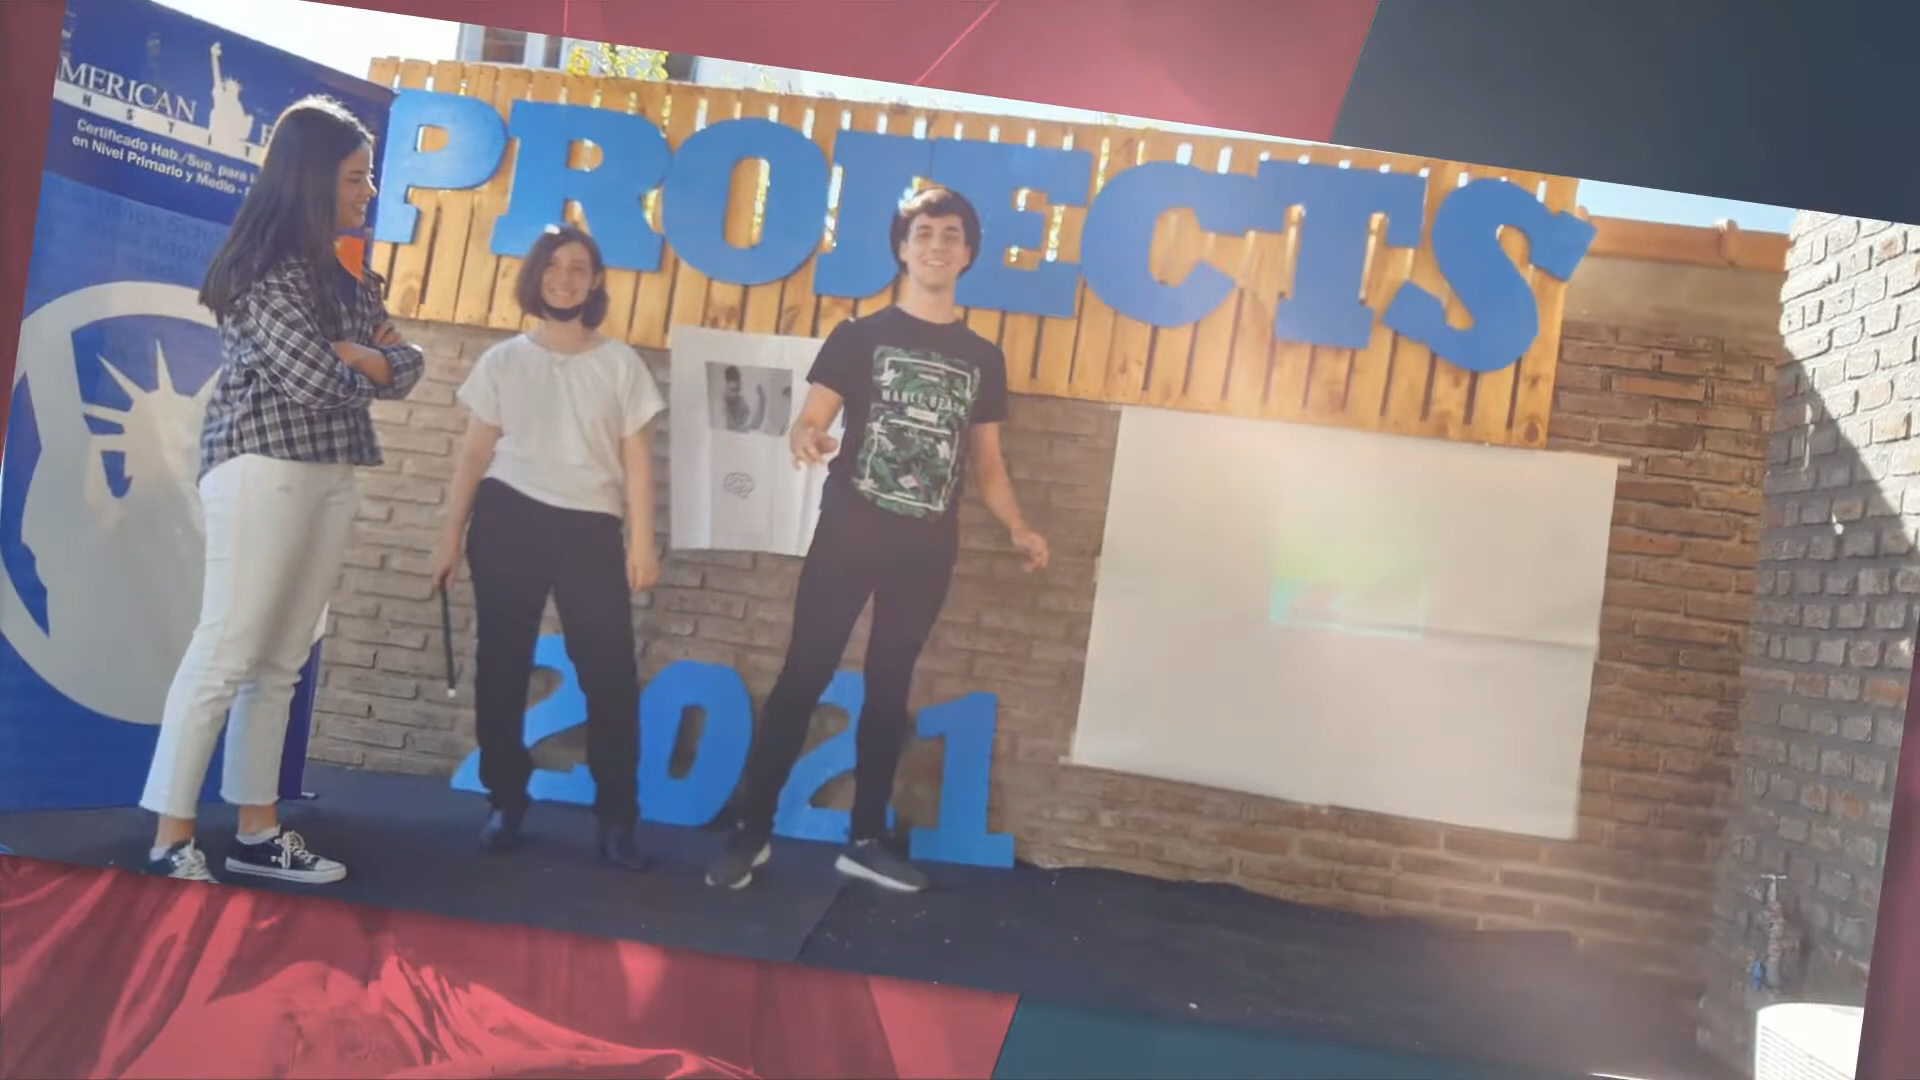 MERICAN
N S T I T
Certificado Hab./Sup. para
en Nivel Primario y Medio -
PROJECTS
2021